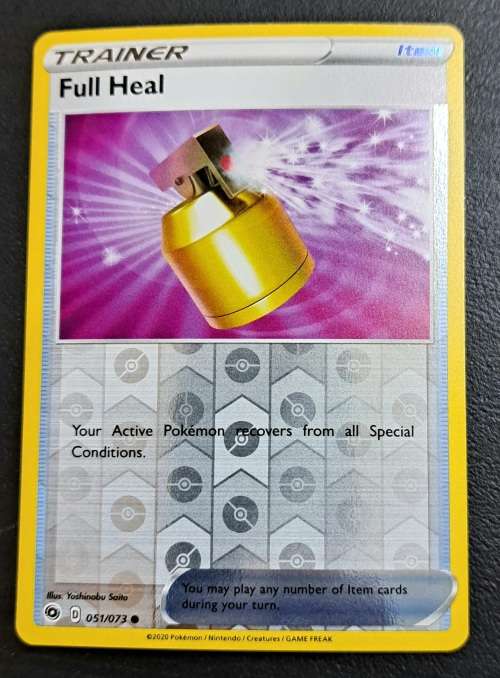 TRAINER Item
Full Heal
Your Active Pokémon recovers from all Special
Conditions.
Illus. Yoshinobu Saito
You may play any number of Item cards
during your turn.
D 051/073
©2020 Pokémon / Nintendo / Creatures / GAME FREAK